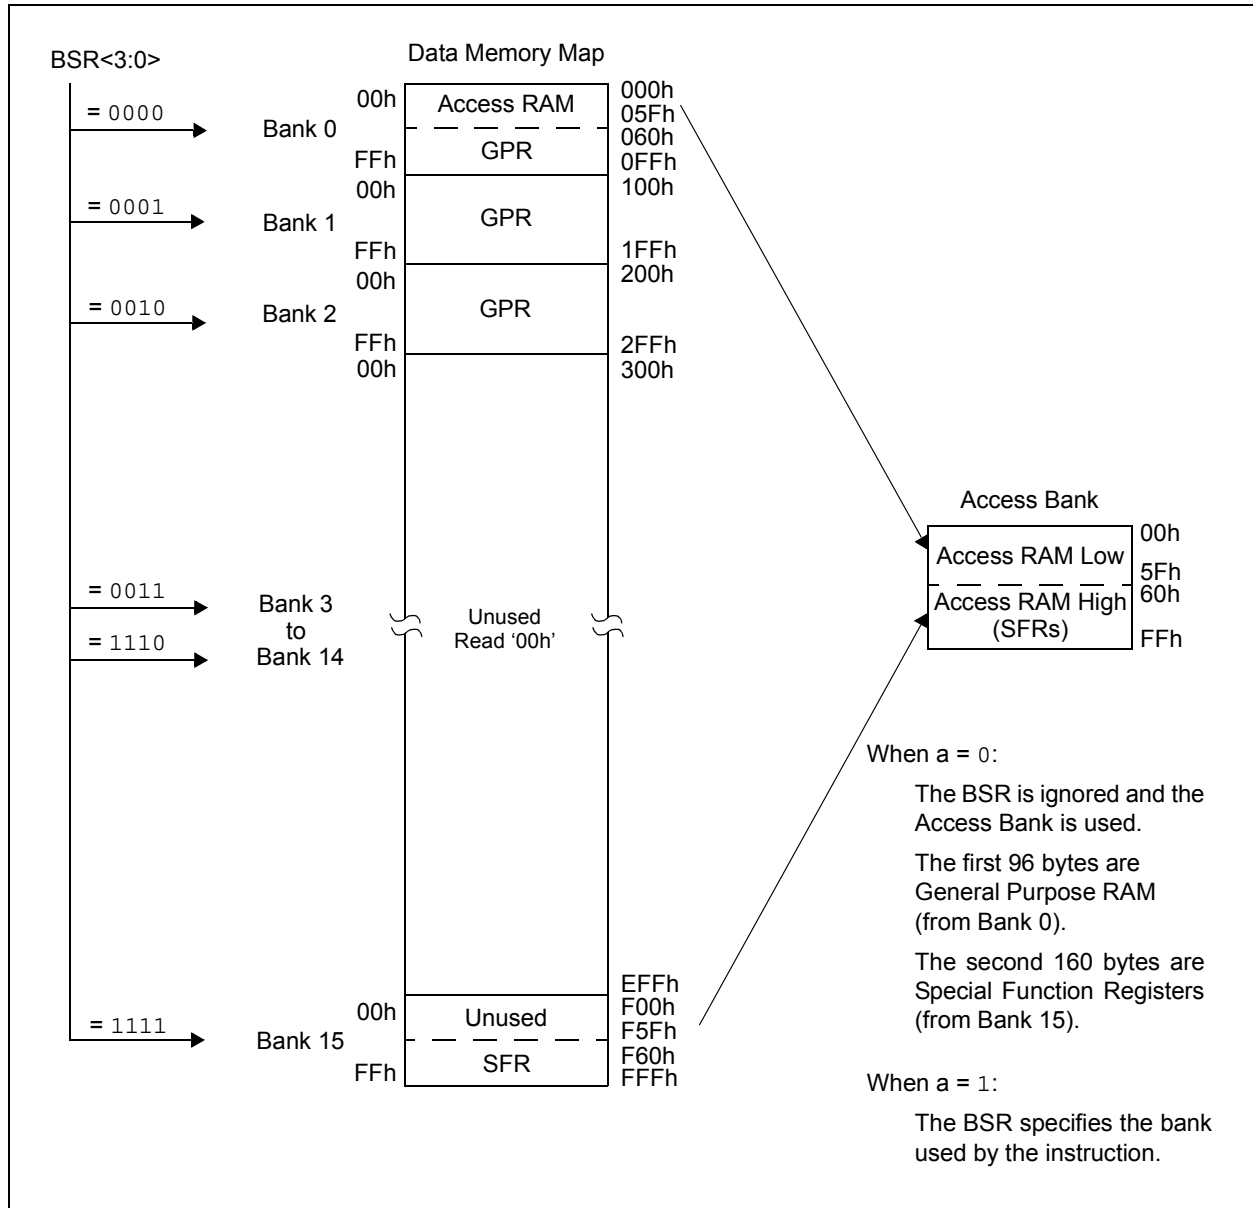 BSR<3:0>
Data Memory Map
= 0000
Bank 0
00h
Access RAM
000h
05Fh
060h
FFh
GPR
0FFh
= 0001
Bank 1
00h
GPR
100h
FFh
1FFh
= 0010
Bank 2
00h
GPR
200h
FFh
2FFh
00h
300h
Access Bank
Access RAM Low
00h
5Fh
Access RAM High
(SFRs)
60h
FFh
= 0011
= 1110
Bank 3
to
Bank 14
Unused
Read ‘00h’
When a = 0:
The BSR is ignored and the
Access Bank is used.
The first 96 bytes are
General Purpose RAM
(from Bank 0).
The second 160 bytes are
Special Function Registers
(from Bank 15).
When a = 1:
The BSR specifies the bank
used by the instruction.
EFFh
= 1111
Bank 15
00h
Unused
F00h
F5Fh
FFh
SFR
F60h
FFFh